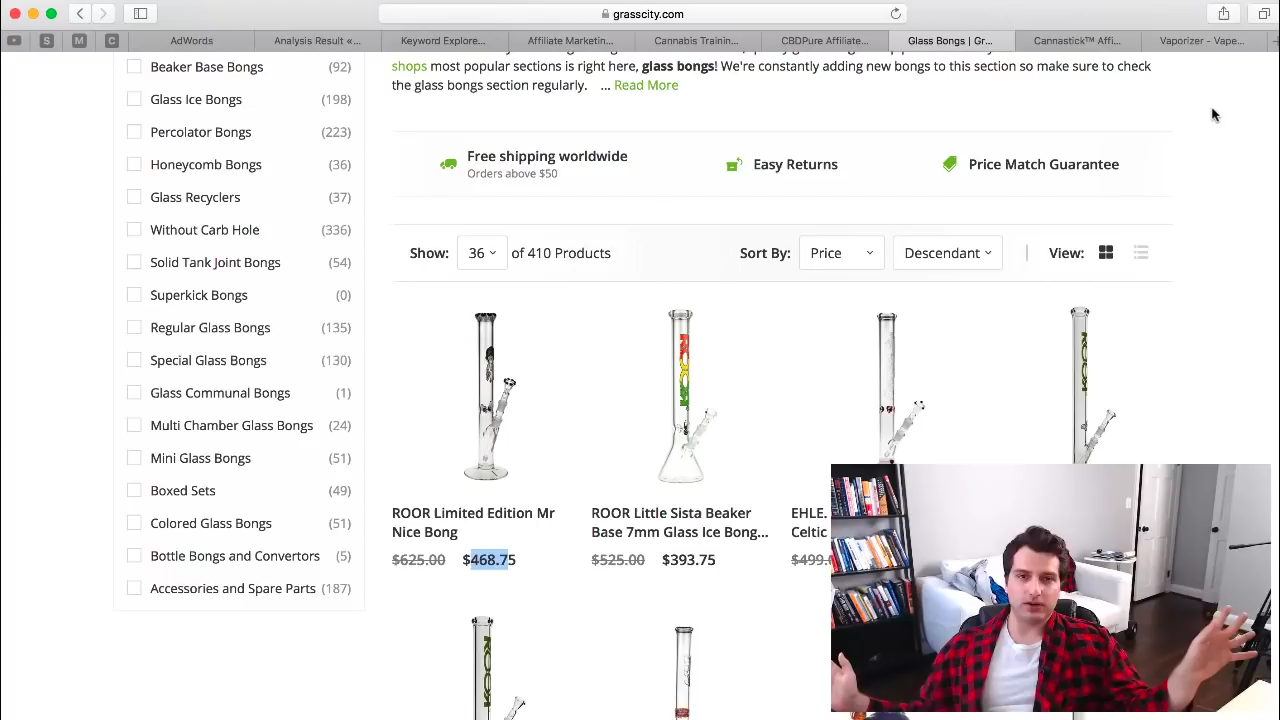 grasscity.com
S
M
C
AdWords
Analysis Result «...
Keyword Explore...
Affiliate Marketin...
Cannabis Trainin...
CBDPure Affiliate...
Glass Bongs | Gr...
Cannastick™ Affi...
Vaporizer - Vape...
Beaker Base Bongs (92)
Glass Ice Bongs (198)
Percolator Bongs (223)
Honeycomb Bongs (36)
Glass Recyclers (37)
Without Carb Hole (336)
Solid Tank Joint Bongs (54)
Superkick Bongs (0)
Regular Glass Bongs (135)
Special Glass Bongs (130)
Glass Communal Bongs (1)
Multi Chamber Glass Bongs (24)
Mini Glass Bongs (51)
Boxed Sets (49)
Colored Glass Bongs (51)
Bottle Bongs and Convertors (5)
Accessories and Spare Parts (187)
shops most popular sections is right here, glass bongs! We're constantly adding new bongs to this section so make sure to check
the glass bongs section regularly. ... Read More
Free shipping worldwide
Orders above $50
Easy Returns
Price Match Guarantee
Show: 36 of 410 Products
Sort By: Price Descendant View:
ROOR
ROOR
ROOR Limited Edition Mr
Nice Bong
$625.00 $468.75
ROOR Little Sista Beaker
Base 7mm Glass Ice Bong...
$525.00 $393.75
EHLE.
Celtic
$499.
ROOR